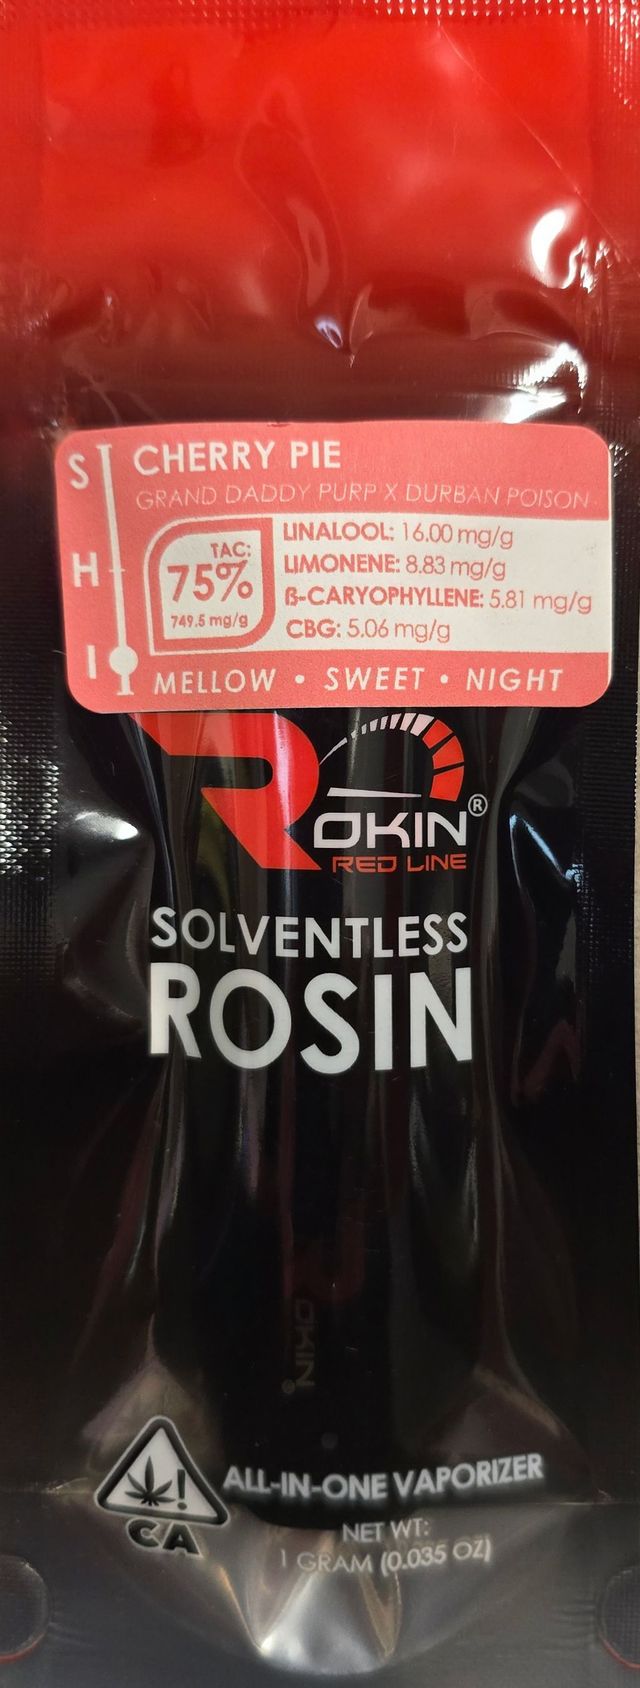 S
H
I
CHERRY PIE
GRAND DADDY PURP X DURBAN POISON
TAC:
75%
749.5 mg/g
LINALOOL: 16.00 mg/g
LIMONENE: 8.83 mg/g
ß-CARYOPHYLLENE: 5.81 mg/g
CBG: 5.06 mg/g
MELLOW • SWEET • NIGHT
ROKIN®
RED LINE
SOLVENTLESS
ROSIN
OKIN®
ALL-IN-ONE VAPORIZER
CA
NET WT:
1 GRAM (0.035 OZ)